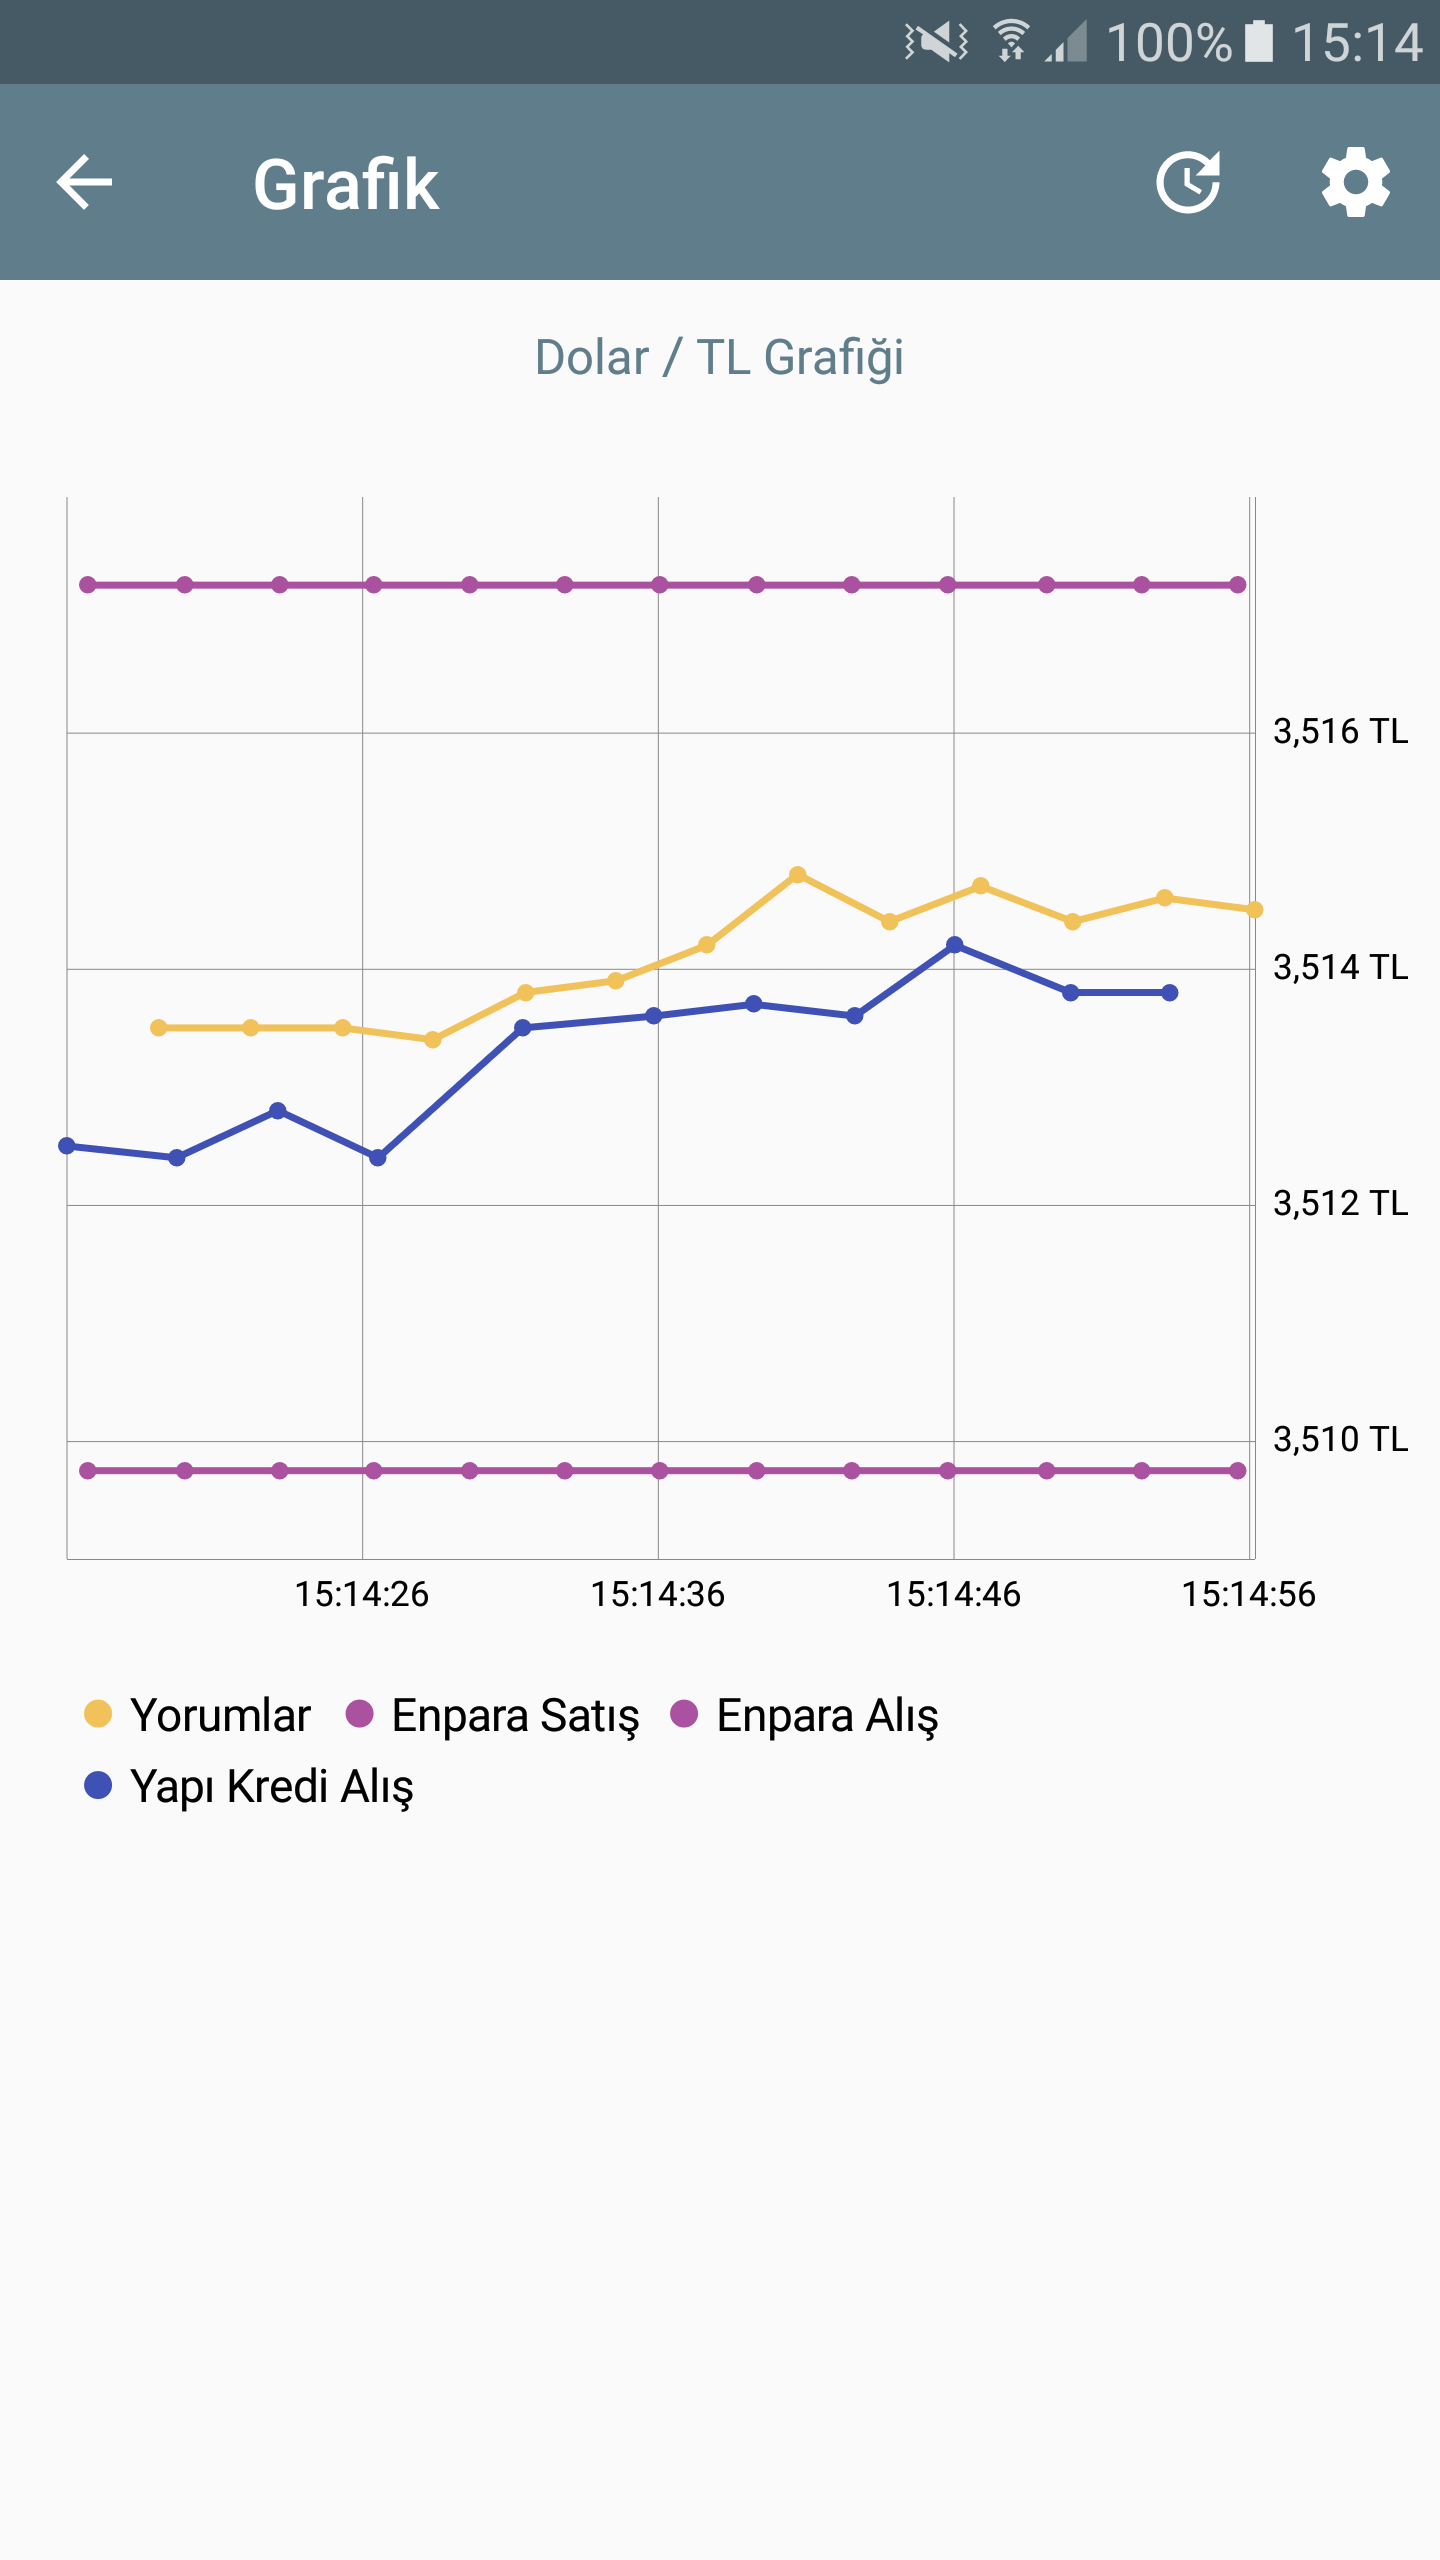 100% 15:14
Grafik
Dolar / TL Grafiği
3,516 TL
3,514 TL
3,512 TL
3,510 TL
15:14:26 15:14:36 15:14:46 15:14:56
Yorumlar Enpara Satış Enpara Alış
Yapı Kredi Alış